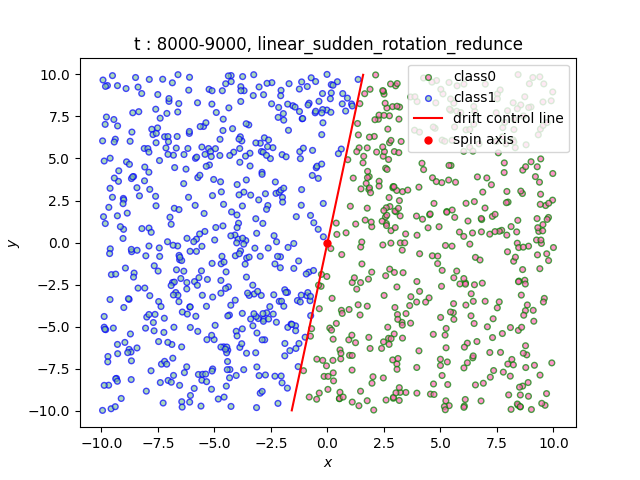 t : 8000-9000, linear_sudden_rotation_redunce
class0
class1
drift control line
spin axis
10.0
7.5
5.0
2.5
0.0
−2.5
−5.0
−7.5
−10.0
y
−10.0 −7.5 −5.0 −2.5 0.0 2.5 5.0 7.5 10.0
x